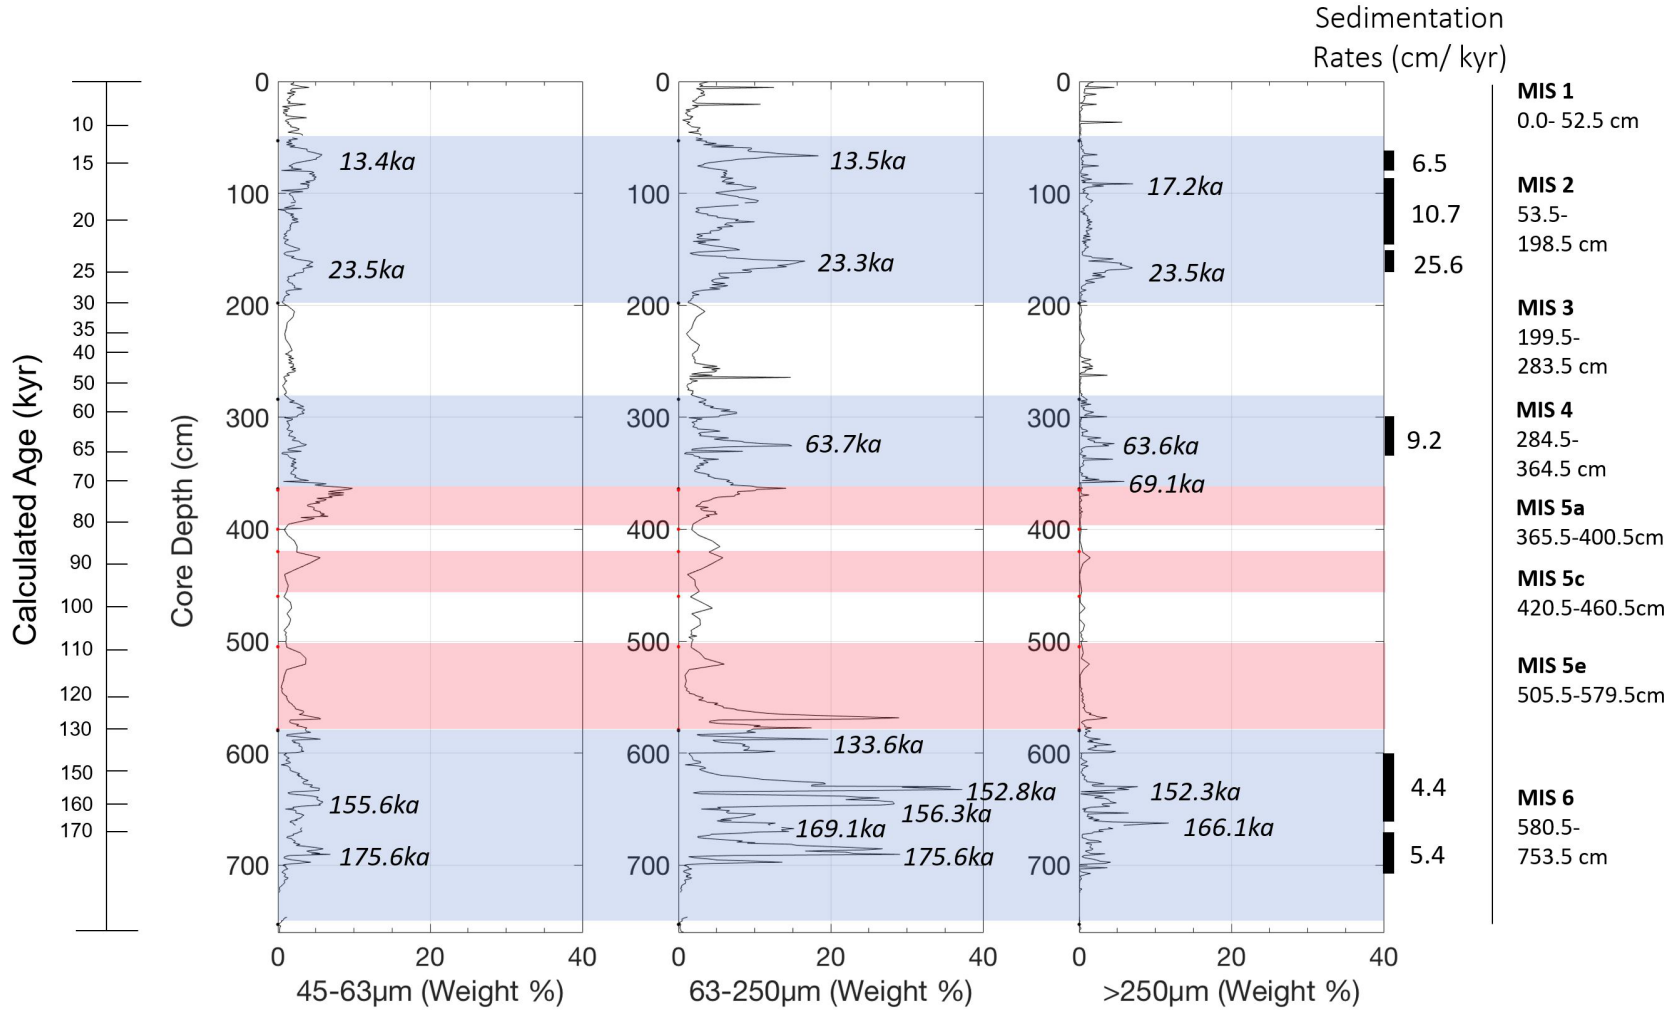 Sedimentation
Rates (cm/ kyr)
Calculated Age (kyr)
10
15
20
25
30
35
40
50
60
65
70
80
90
100
110
120
130
150
160
170
Core Depth (cm)
0
100
200
300
400
500
600
700
13.4ka
23.5ka
155.6ka
175.6ka
0 20 40
45-63µm (Weight %)
0
100
200
300
400
500
600
700
13.5ka
23.3ka
63.7ka
133.6ka
152.8ka
156.3ka
169.1ka
175.6ka
0 20 40
63-250µm (Weight %)
0
100
200
300
400
500
600
700
17.2ka
23.5ka
63.6ka
69.1ka
152.3ka
166.1ka
0 20 40
>250µm (Weight %)
6.5
10.7
25.6
9.2
4.4
5.4
MIS 1
0.0- 52.5 cm
MIS 2
53.5-
198.5 cm
MIS 3
199.5-
283.5 cm
MIS 4
284.5-
364.5 cm
MIS 5a
365.5-400.5cm
MIS 5c
420.5-460.5cm
MIS 5e
505.5-579.5cm
MIS 6
580.5-
753.5 cm